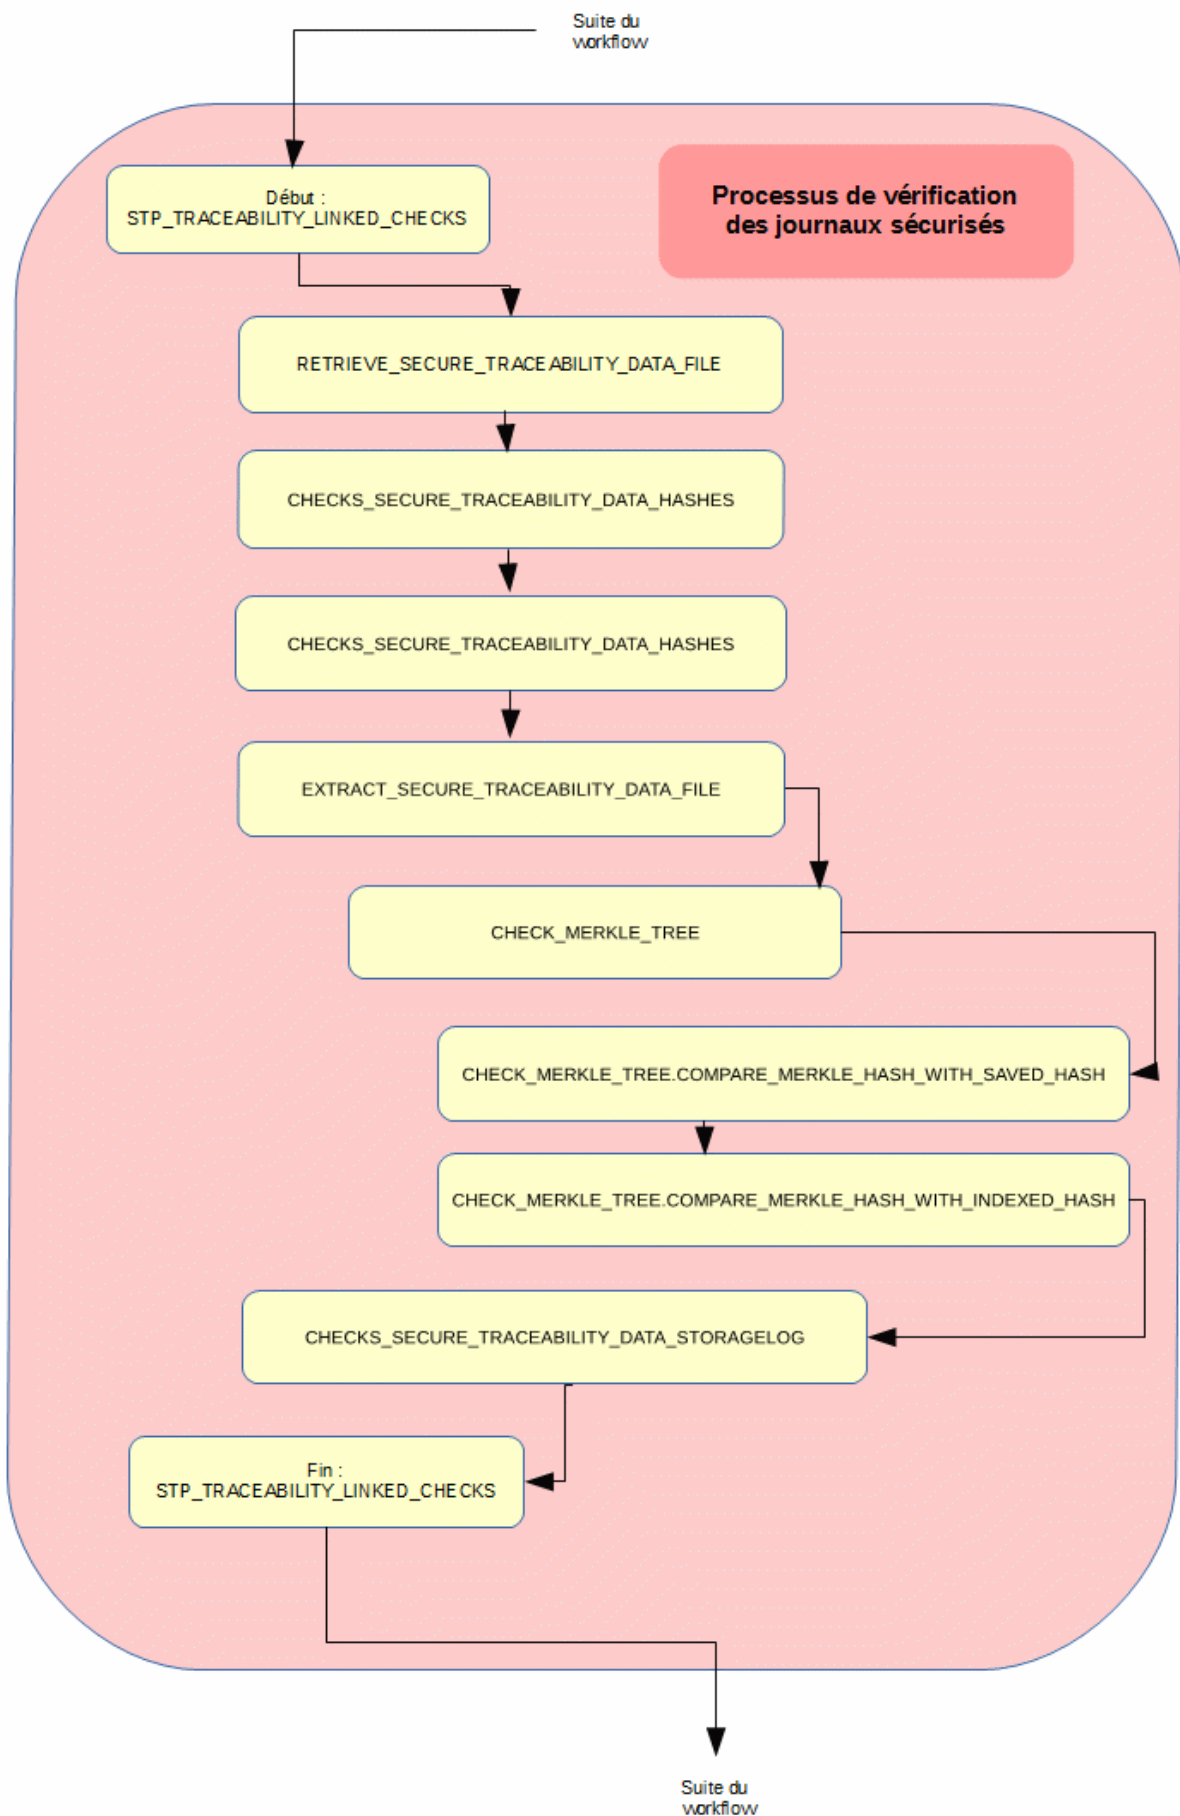 Suite du
workflow
Début :
STP_TRACEABILITY_LINKED_CHECKS
Processus de vérification
des journaux sécurisés
RETRIEVE_SECURE_TRACEABILITY_DATA_FILE
CHECKS_SECURE_TRACEABILITY_DATA_HASHES
CHECKS_SECURE_TRACEABILITY_DATA_HASHES
EXTRACT_SECURE_TRACEABILITY_DATA_FILE
CHECK_MERKLE_TREE
CHECK_MERKLE_TREE.COMPARE_MERKLE_HASH_WITH_SAVED_HASH
CHECK_MERKLE_TREE.COMPARE_MERKLE_HASH_WITH_INDEXED_HASH
CHECKS_SECURE_TRACEABILITY_DATA_STORAGELOG
Fin :
STP_TRACEABILITY_LINKED_CHECKS
Suite du
workflow